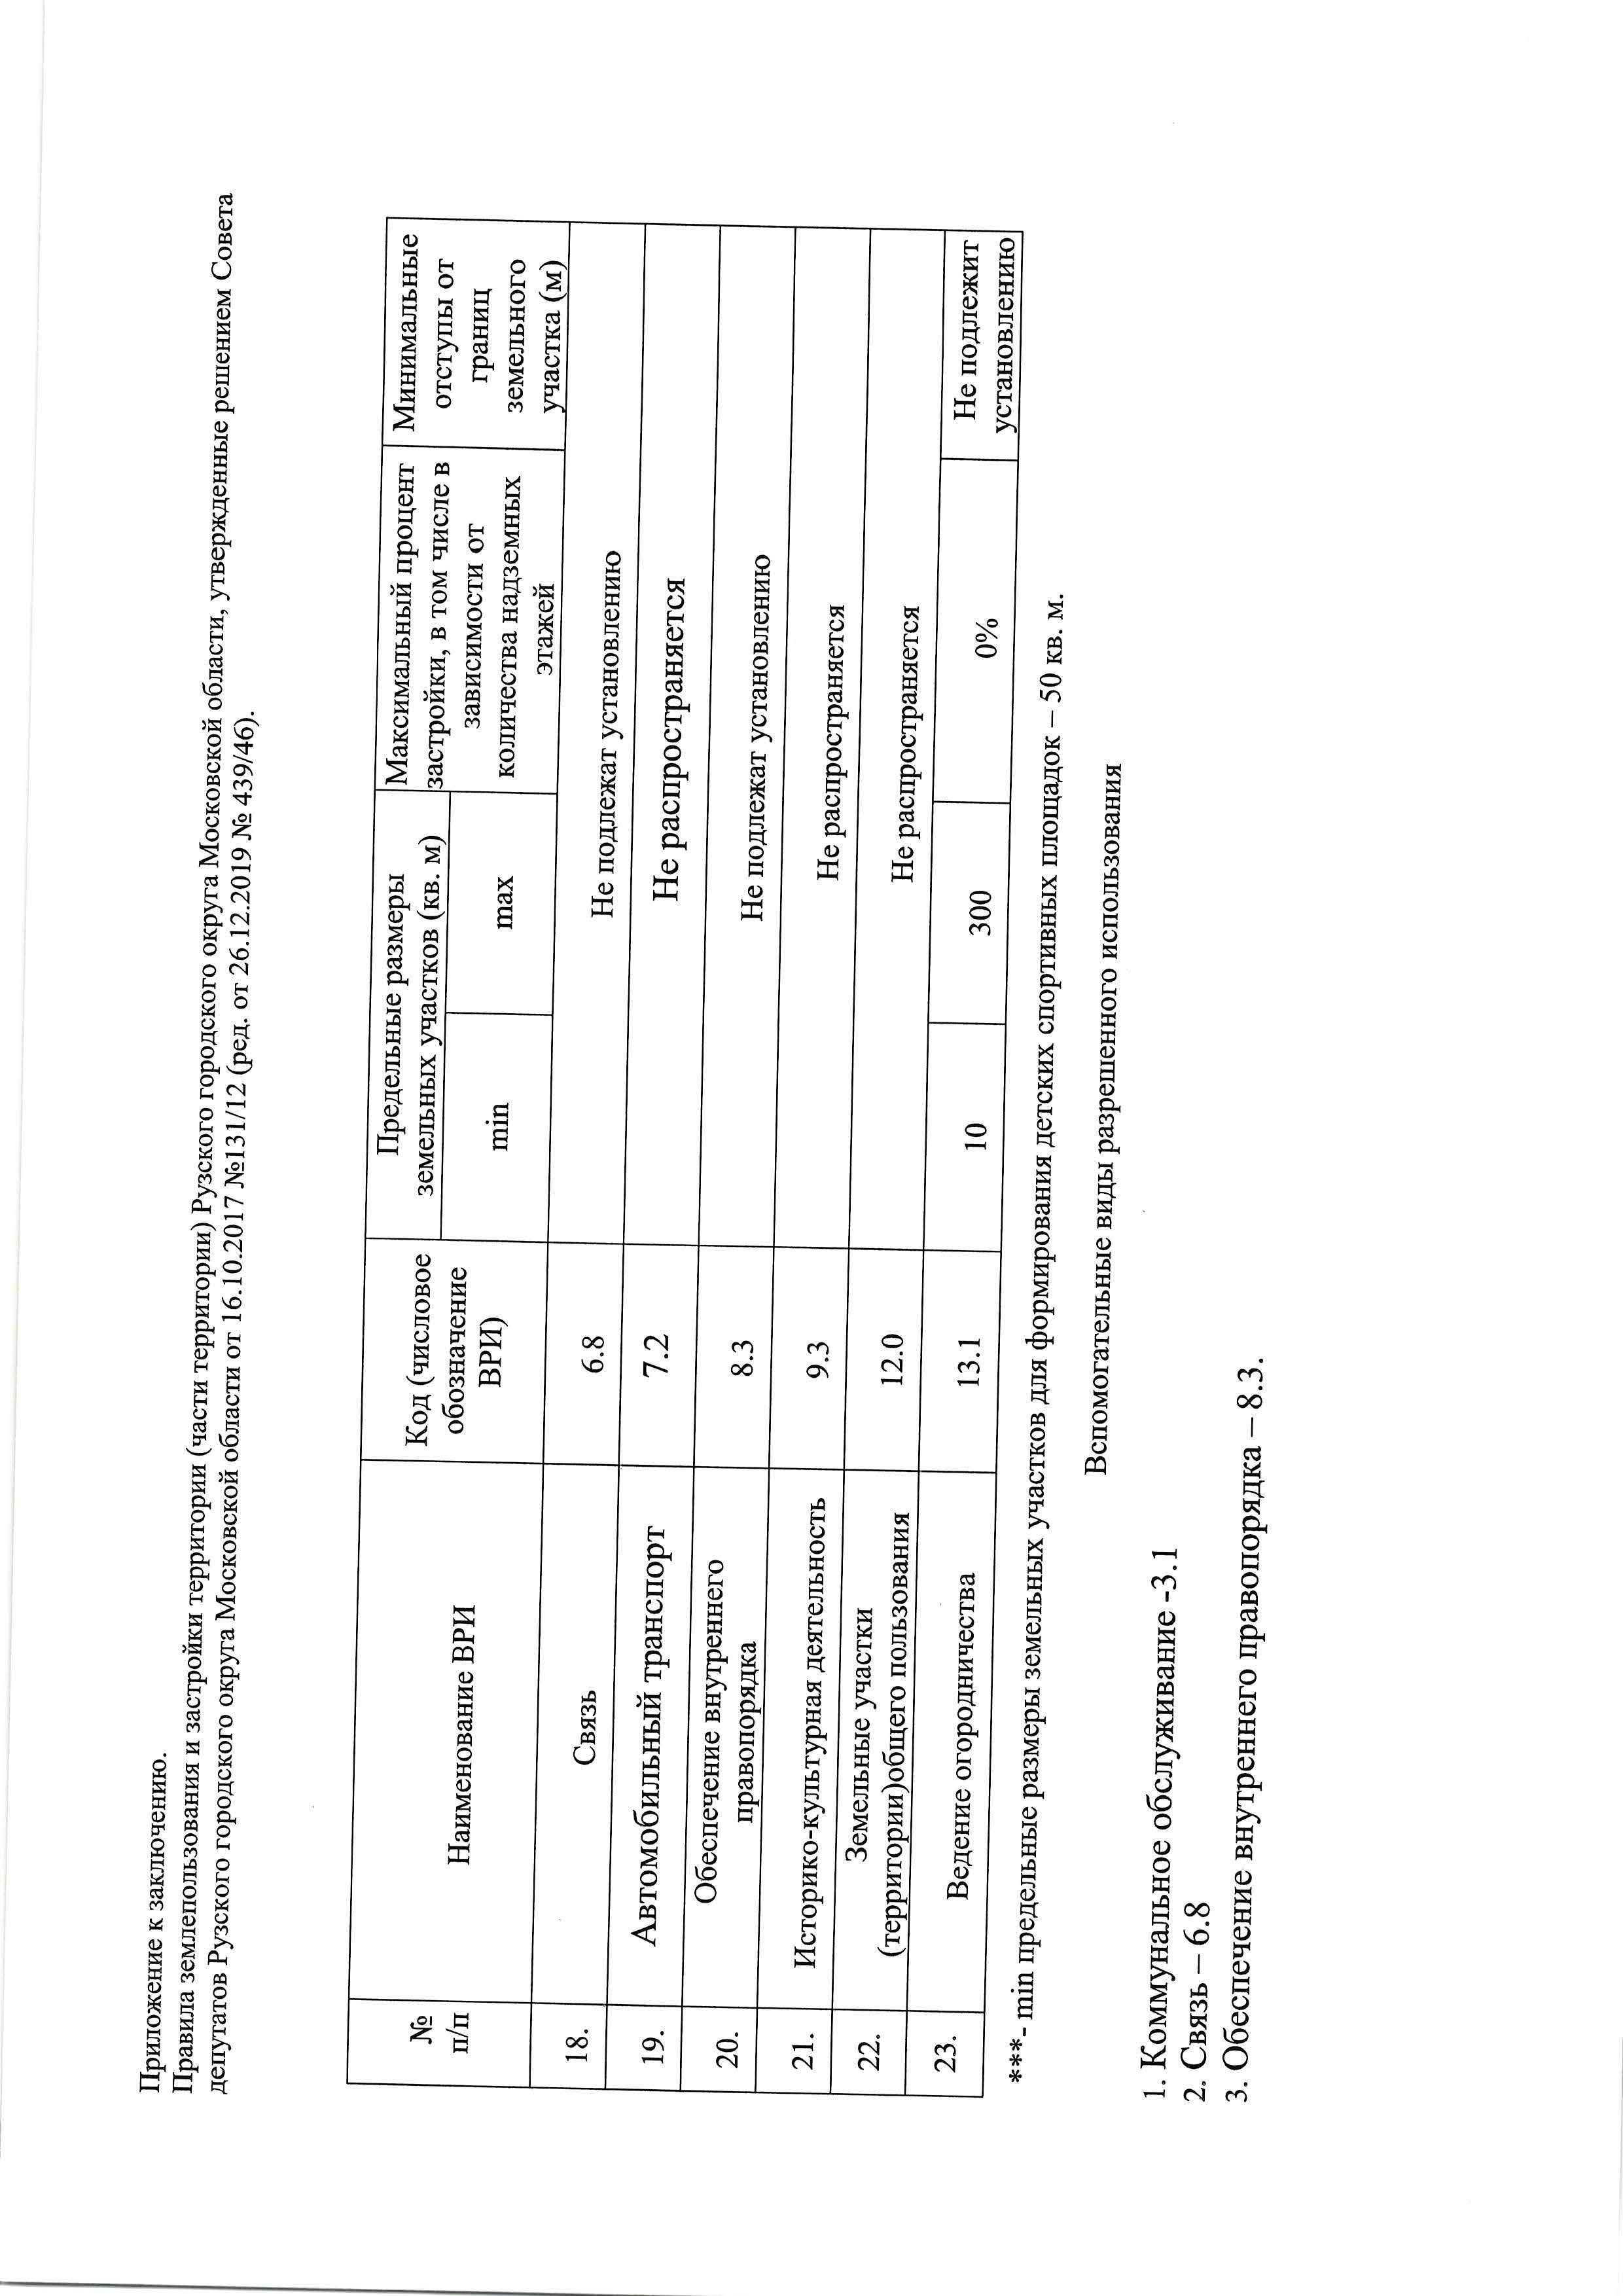 Приложение к заключению.
Правила землепользования и застройки территории (части территории) Рузского городского округа Московской области, утвержденные решением Совета
депутатов Рузского городского округа Московской области от 16.10.2017 №131/12 (ред. от 26.12.2019 № 439/46).
№
п/п
Наименование ВРИ
Код (числовое
обозначение
ВРИ)
Предельные размеры
земельных участков (кв. м)
min
max
Максимальный процент
застройки, в том числе в
зависимости от
количества надземных
этажей
Минимальные
отступы от
границ
земельного
участка (м)
18.
Связь
6.8
Не подлежат установлению
19.
Автомобильный транспорт
7.2
Не распространяется
20.
Обеспечение внутреннего
правопорядка
8.3
Не подлежат установлению
21.
Историко-культурная деятельность
9.3
Не распространяется
22.
Земельные участки
(территории)общего пользования
12.0
Не распространяется
23.
Ведение огородничества
13.1
10
300
0%
Не подлежит
установлению
***- min предельные размеры земельных участков для формирования детских спортивных площадок – 50 кв. м.
Вспомогательные виды разрешенного использования
1. Коммунальное обслуживание -3.1
2. Связь – 6.8
3. Обеспечение внутреннего правопорядка – 8.3.